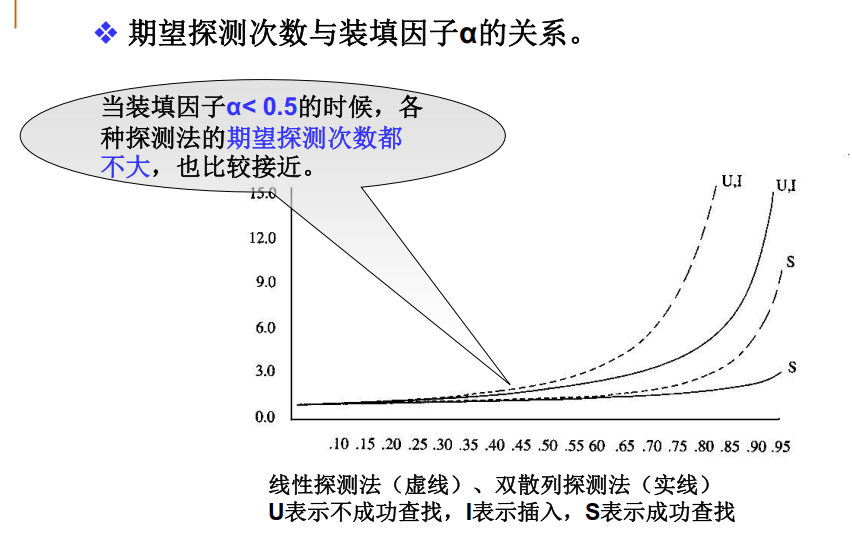 期望探测次数与装填因子α的关系。
当装填因子α< 0.5的时候，各
种探测法的期望探测次数都
不大，也比较接近。
15.0
12.0
9.0
6.0
3.0
0.0
U,I
U,I
S
S
.10 .15 .20 .25 .30 .35 .40 .45 .50 .55 60 .65 .70 .75 .80 .85 .90 .95
线性探测法（虚线）、双散列探测法（实线）
U表示不成功查找，I表示插入，S表示成功查找